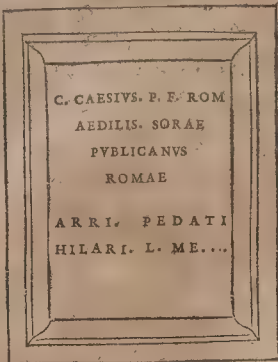 C. CAESIVS. P. F. ROM
AEDILIS. SORAE
PVBLICANVS
ROMAE
ARRI. PEDATI
HILARI. L. ME...